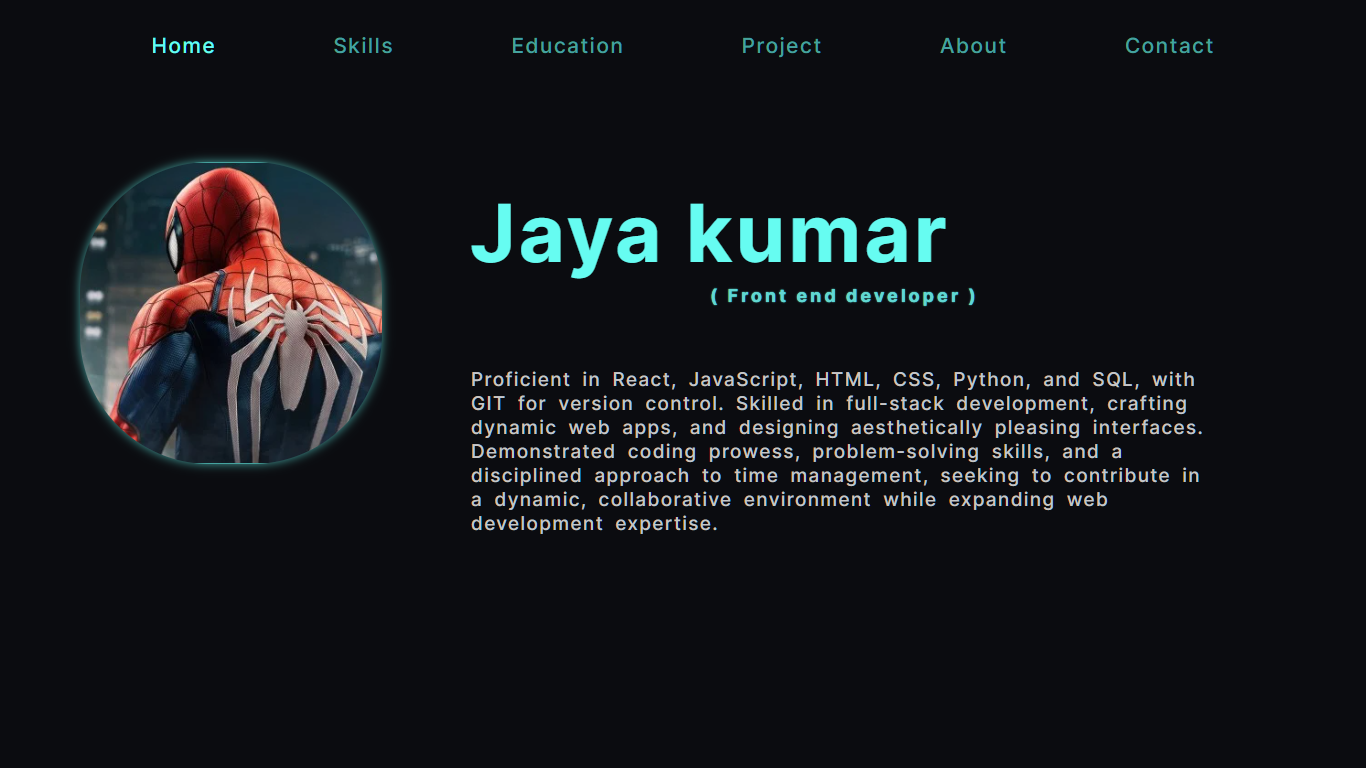 Home Skills Education Project About Contact
Jaya kumar
( Front end developer )
Proficient in React, JavaScript, HTML, CSS, Python, and SQL, with
GIT for version control. Skilled in full-stack development, crafting
dynamic web apps, and designing aesthetically pleasing interfaces.
Demonstrated coding prowess, problem-solving skills, and a
disciplined approach to time management, seeking to contribute in
a dynamic, collaborative environment while expanding web
development expertise.